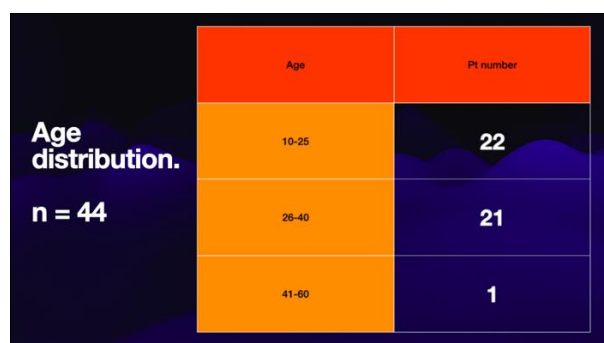 Age
distribution.
n = 44
Age Pt number
10-25 22
26-40 21
41-60 1